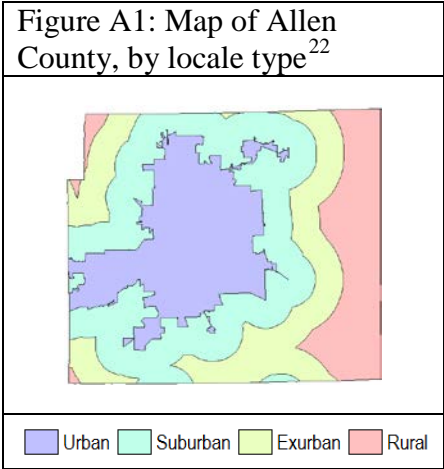 Figure A1: Map of Allen
County, by locale type22
Urban Suburban Exurban Rural